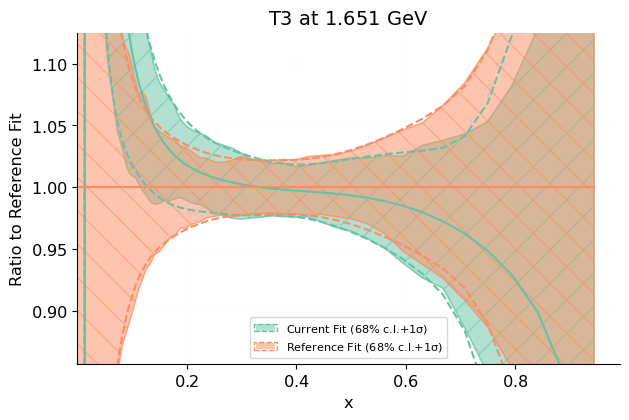 T3 at 1.651 GeV
Ratio to Reference Fit
1.10
1.05
1.00
0.95
0.90
0.2
0.4
0.6
0.8
x
Current Fit (68% c.l.+1σ)
Reference Fit (68% c.l.+1σ)